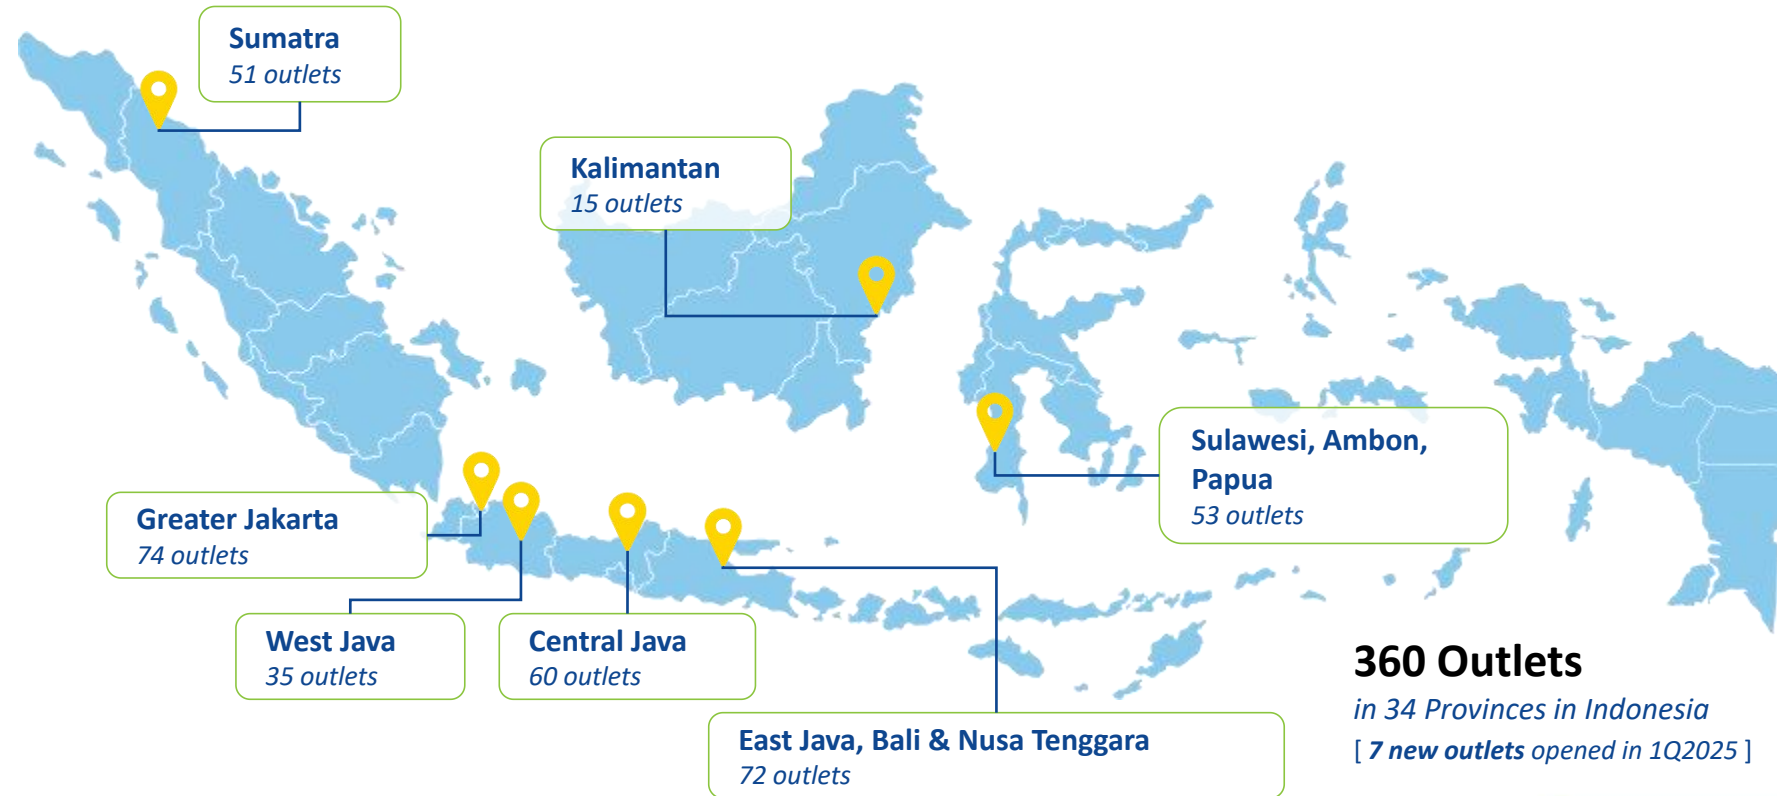 Sumatra
51 outlets
Kalimantan
15 outlets
Sulawesi, Ambon,
Papua
53 outlets
Greater Jakarta
74 outlets
West Java
35 outlets
Central Java
60 outlets
East Java, Bali & Nusa Tenggara
72 outlets
360 Outlets
in 34 Provinces in Indonesia
[ 7 new outlets opened in 1Q2025 ]